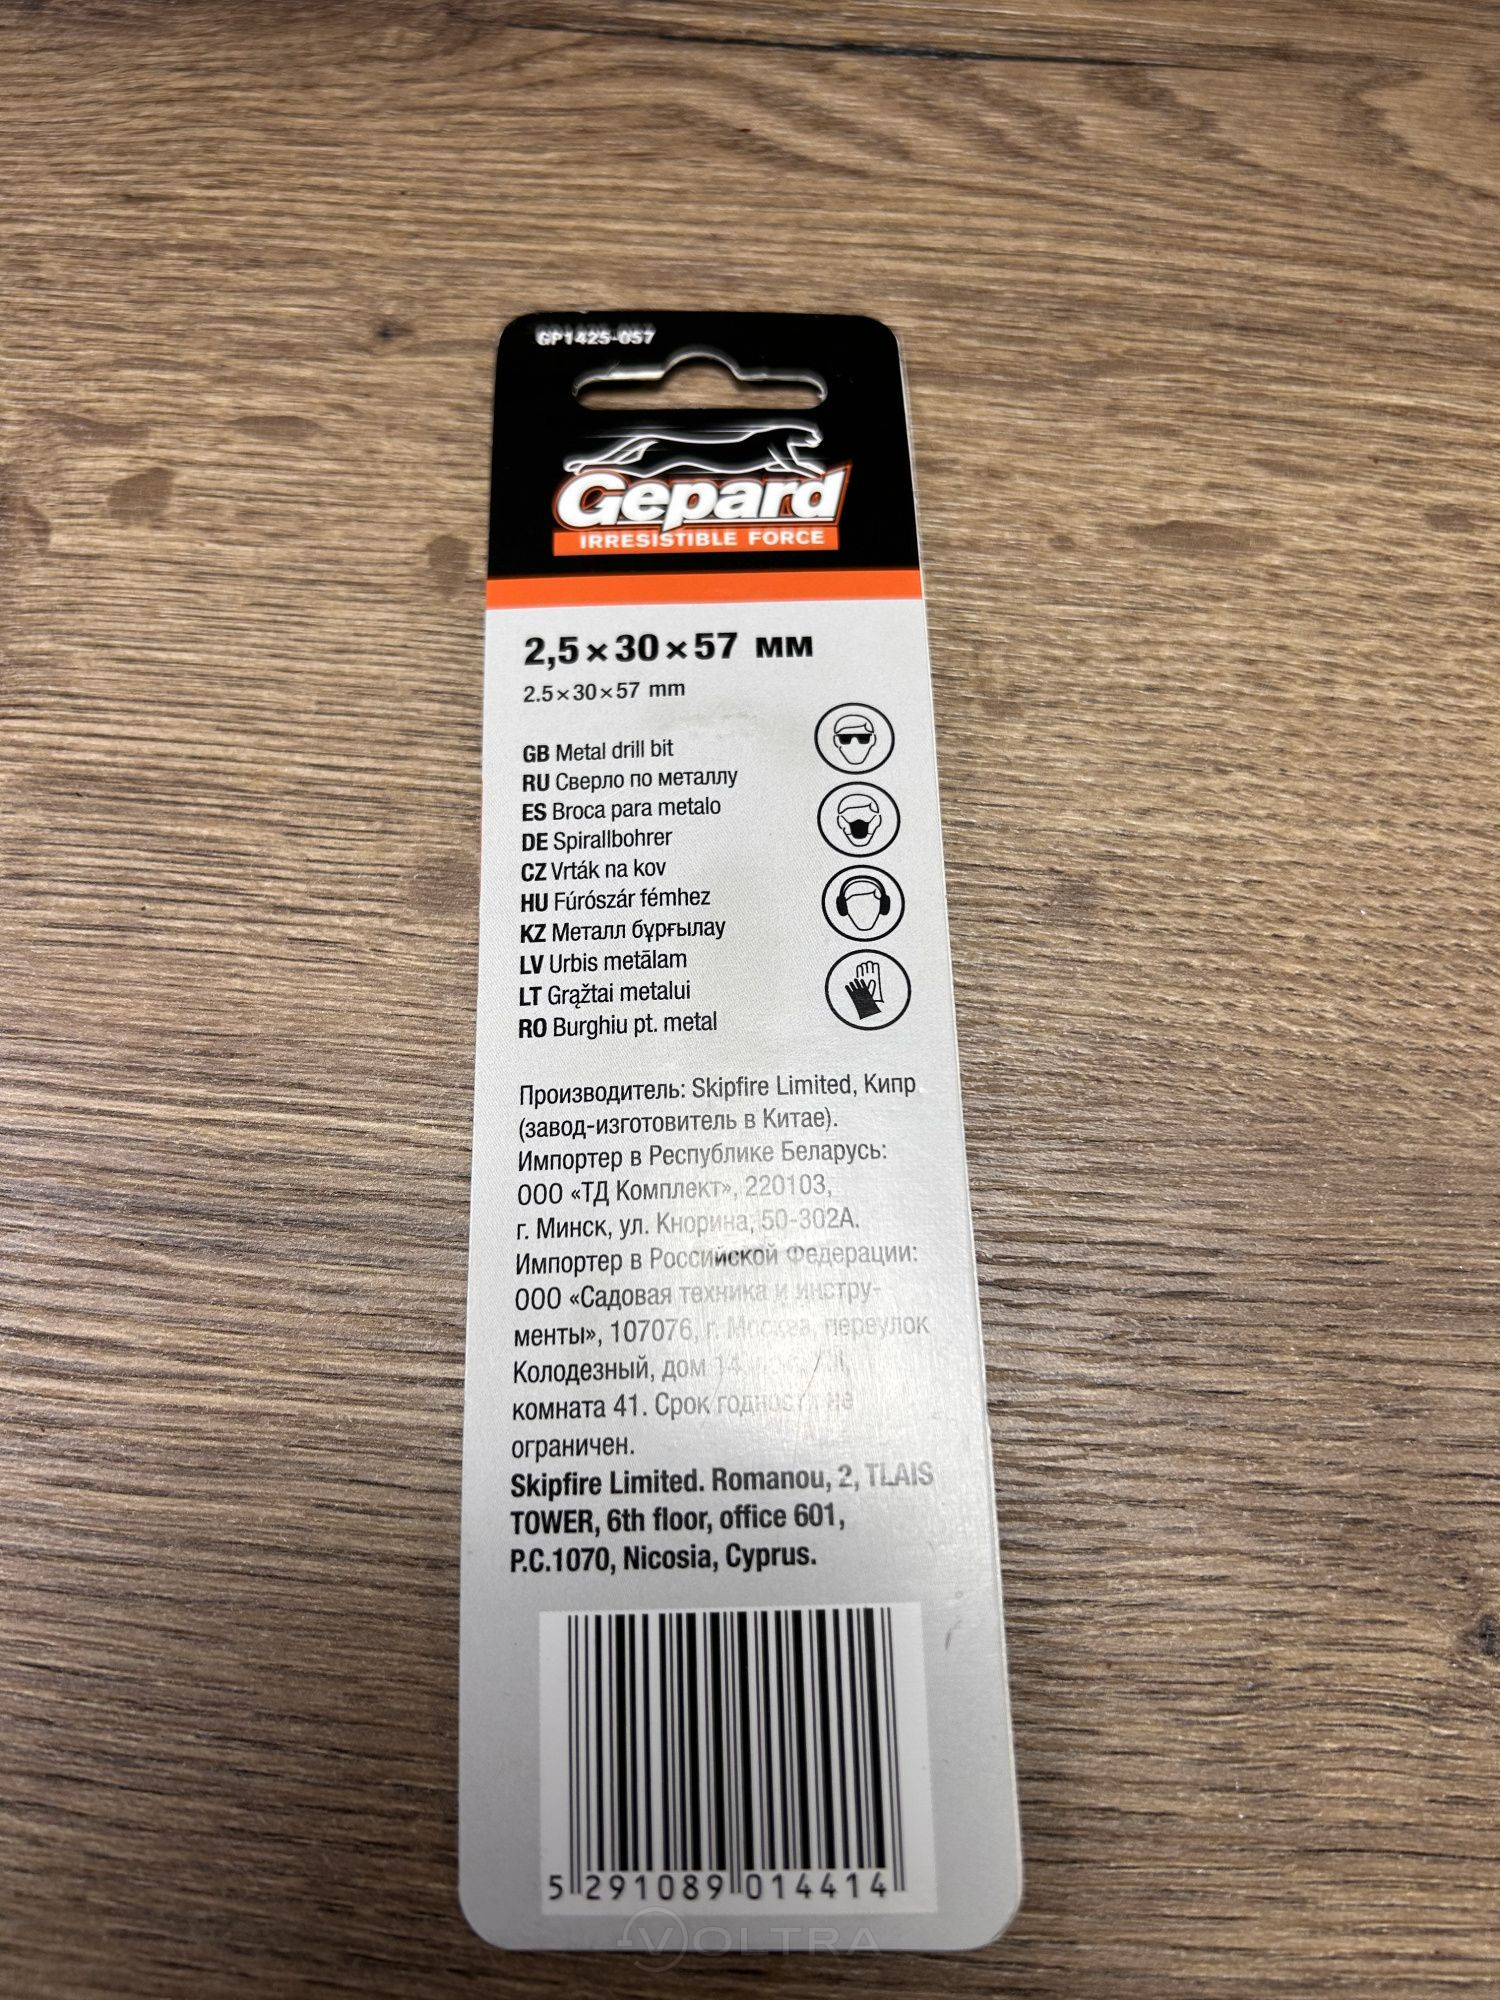 GP1425-057
Gepard
IRRESISTIBLE FORCE
2,5×30×57 мм
2.5×30×57 mm
GB Metal drill bit
RU Сверло по металлу
ES Broca para metalo
DE Spirallbohrer
CZ Vrták na kov
HU Fúrószár fémhez
KZ Металл бұрғылау
LV Urbis metālam
LT Grąžtai metalui
RO Burghiu pt. metal
Производитель: Skipfire Limited, Кипр
(завод-изготовитель в Китае).
Импортер в Республике Беларусь:
ООО «ТД Комплект», 220103,
г. Минск, ул. Кнорина, 50-302А.
Импортер в Российской Федерации:
ООО «Садовая техника и инстру-
менты», 107076, г. Москва, переулок
Колодезный, дом 14,
комната 41. Срок годности не
ограничен.
Skipfire Limited. Romanou, 2, TLAIS
TOWER, 6th floor, office 601,
P.C.1070, Nicosia, Cyprus.
5 291089 014414
VOLTRA